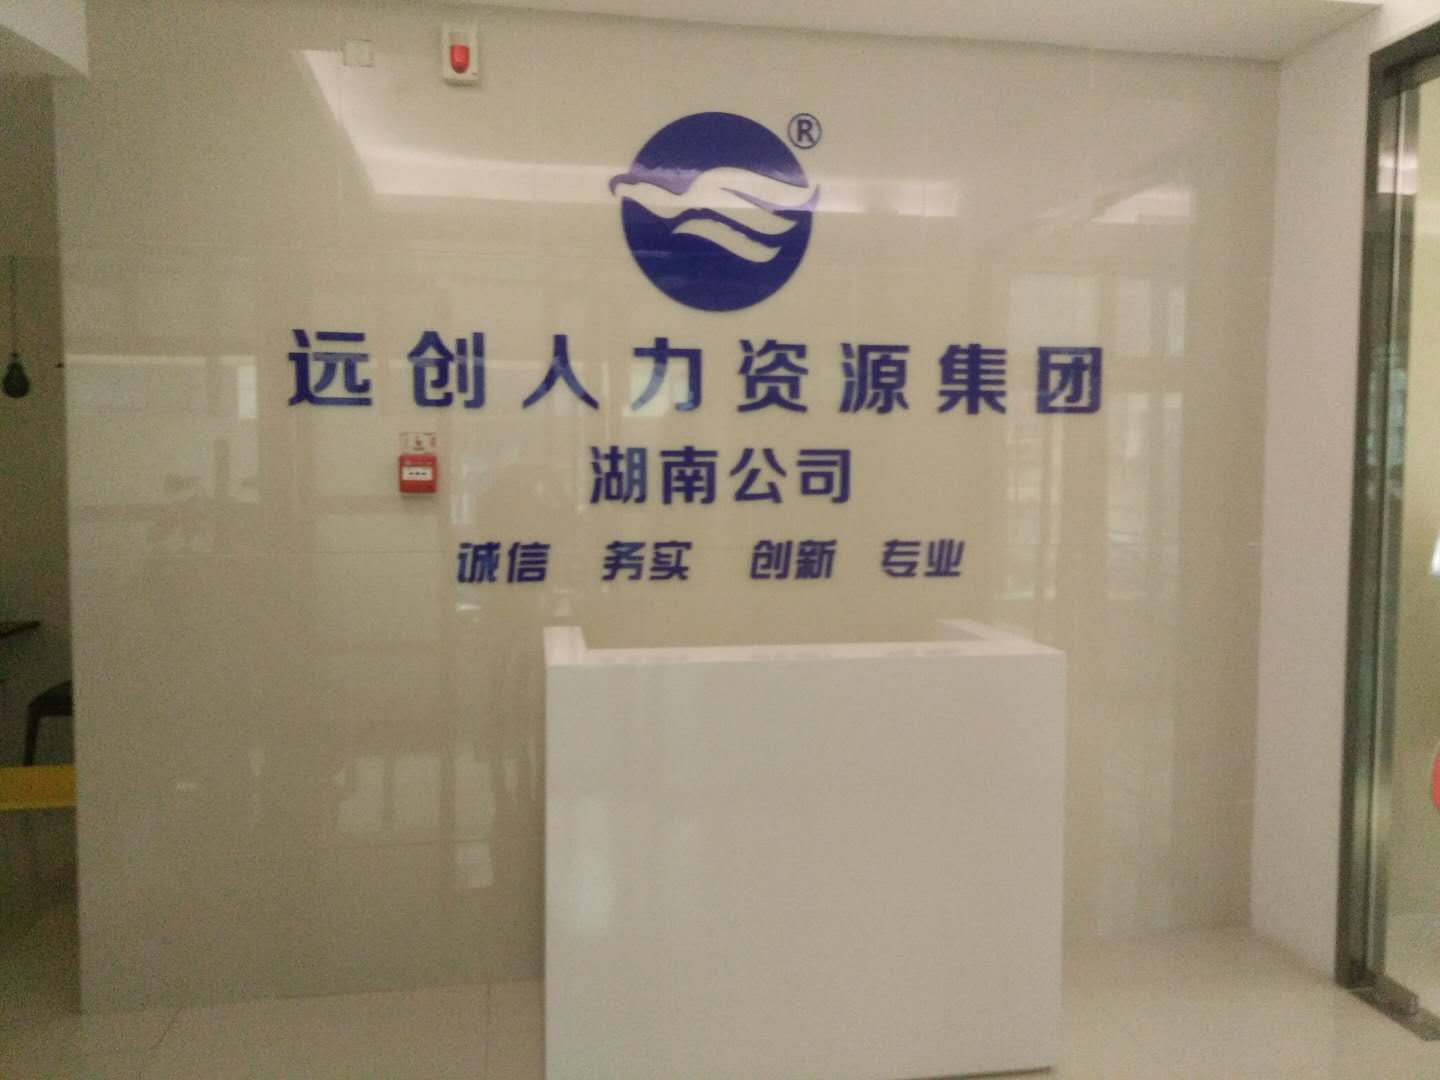 ®
远创人力资源集团
湖南公司
诚信 务实 创新 专业